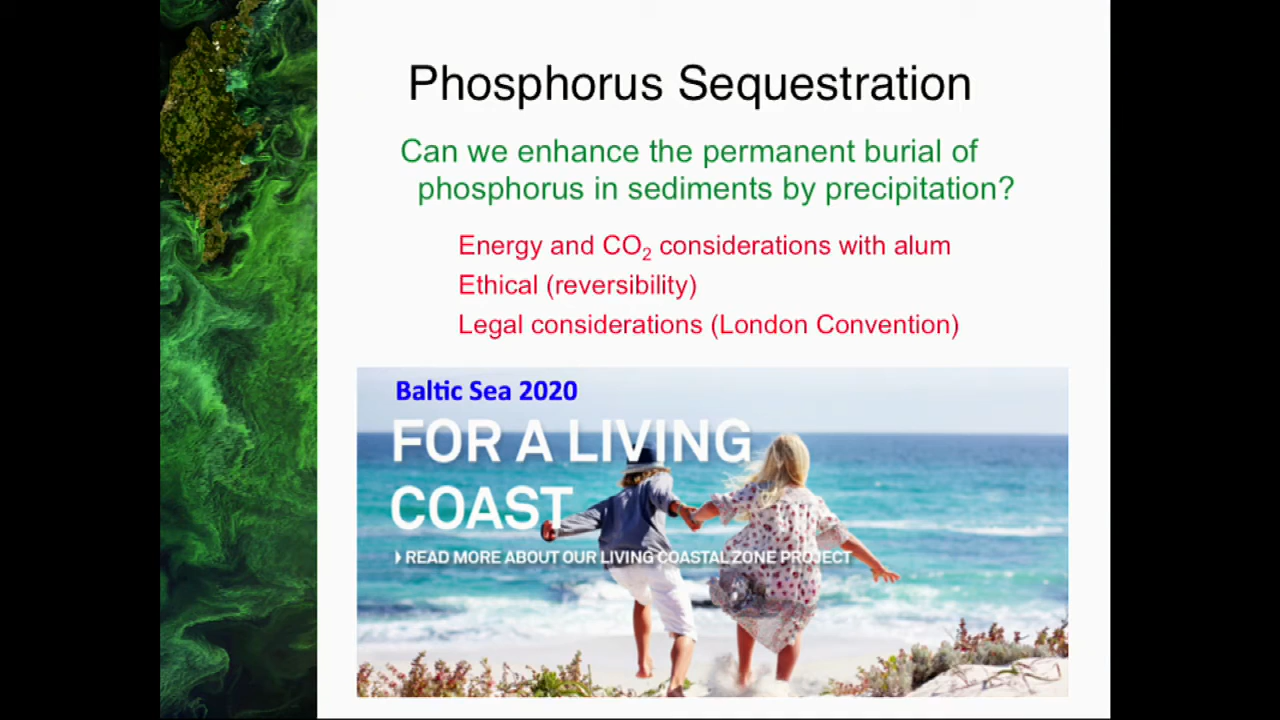 Phosphorus Sequestration
Can we enhance the permanent burial of
phosphorus in sediments by precipitation?
Energy and CO₂ considerations with alum
Ethical (reversibility)
Legal considerations (London Convention)
Baltic Sea 2020
FOR A LIVING
COAST
READ MORE ABOUT OUR LIVING COASTAL ZONE PROJECT